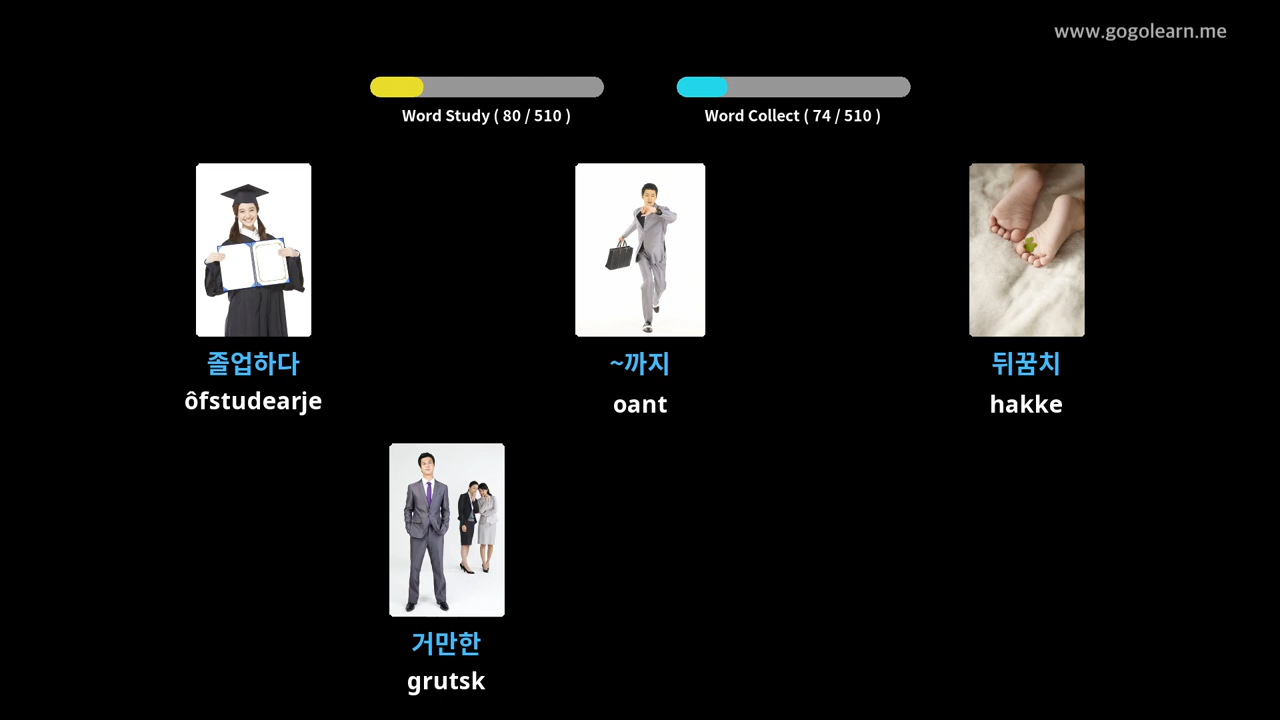 www.gogolearn.me
Word Study ( 80 / 510 )
Word Collect ( 74 / 510 )
졸업하다
ôfstudearje
~까지
oant
뒤꿈치
hakke
거만한
grutsk